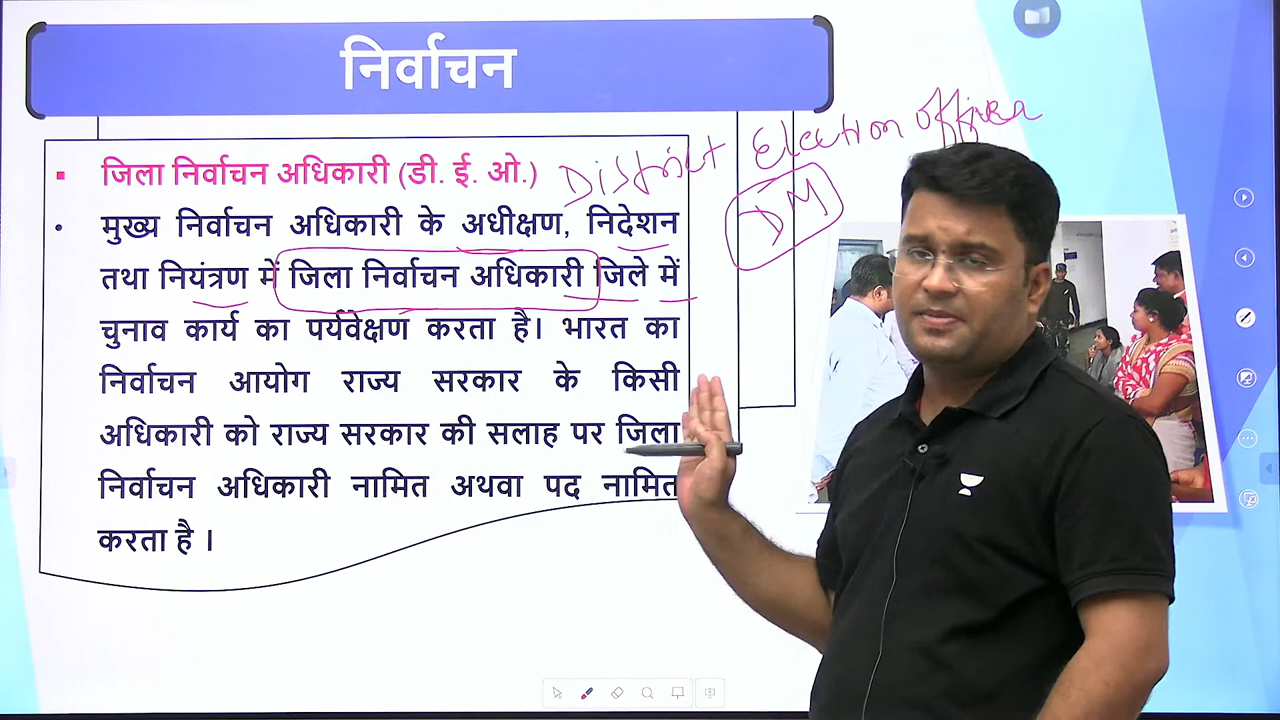 निर्वाचन
जिला निर्वाचन अधिकारी (डी. ई. ओ.)
District Election officer
DM
मुख्य निर्वाचन अधिकारी के अधीक्षण, निदेशन
तथा नियंत्रण में जिला निर्वाचन अधिकारी जिले में
चुनाव कार्य का पर्यवेक्षण करता है। भारत का
निर्वाचन आयोग राज्य सरकार के किसी
अधिकारी को राज्य सरकार की सलाह पर जिला
निर्वाचन अधिकारी नामित अथवा पद नामित
करता है ।